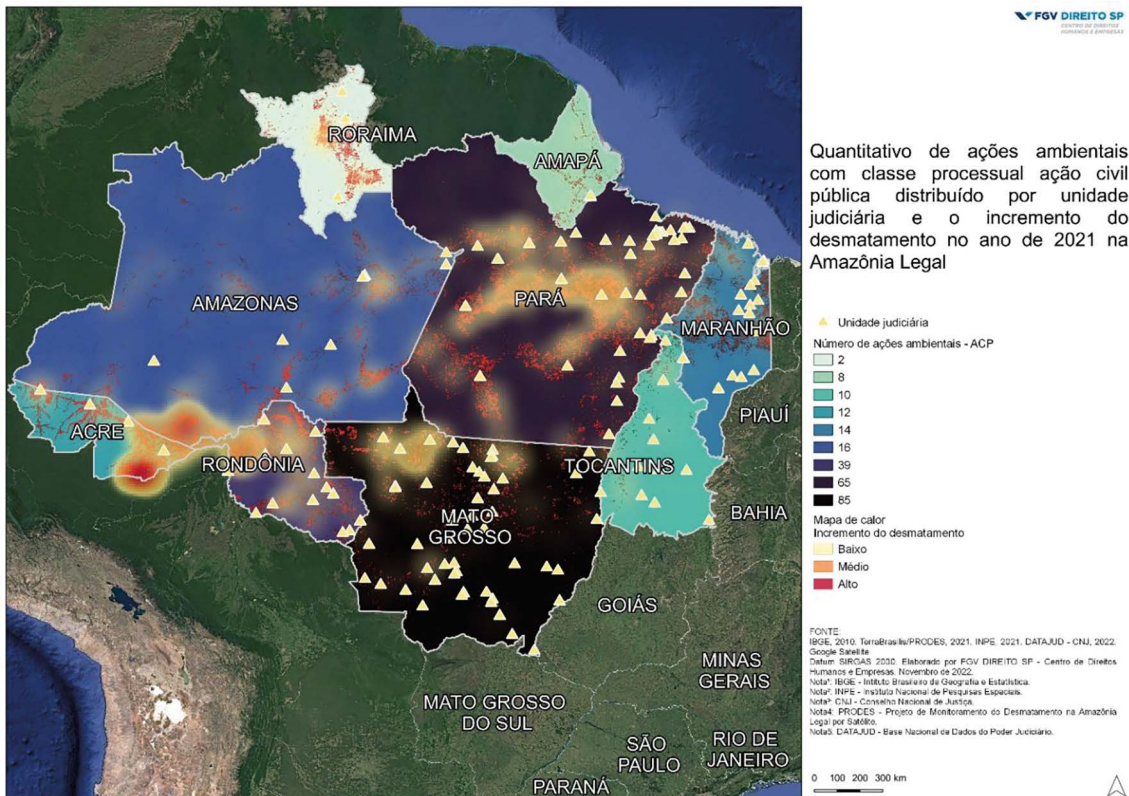 FGV DIREITO SP
CENTRO DE DIREITOS
HUMANOS E EMPRESAS
Quantitativo de ações ambientais
com classe processual ação civil
pública distribuído por unidade
judiciária e o incremento do
desmatamento no ano de 2021 na
Amazônia Legal
Unidade judiciária
Número de ações ambientais - ACP
2
8
10
12
14
16
39
65
85
Mapa de calor
Incremento do desmatamento
Baixo
Médio
Alto
FONTE:
IBGE, 2010. TerraBrasilis/PRODES, 2021. INPE, 2021. DATAJUD - CNJ, 2022.
Google Satellite
Datum SIRGAS 2000. Elaborado por FGV DIREITO SP - Centro de Direitos
Humanos e Empresas. Novembro de 2022.
Nota¹: IBGE - Intituto Brasileiro de Geografia e Estatística.
Nota²: INPE - Instituto Nacional de Pesquisas Espaciais.
Nota³: CNJ - Conselho Nacional de Justiça.
Nota4: PRODES - Projeto de Monitoramento do Desmatamento na Amazônia
Legal por Satélite.
Nota5: DATAJUD - Base Nacional de Dados do Poder Judiciário.
0 100 200 300 km
RORAIMA
AMAPÁ
AMAZONAS
PARÁ
MARANHÃO
PIAUÍ
ACRE
RONDÔNIA
TOCANTINS
BAHIA
MATO
GROSSO
GOIÁS
MINAS
GERAIS
MATO GROSSO
DO SUL
SÃO
PAULO
RIO DE
JANEIRO
PARANÁ